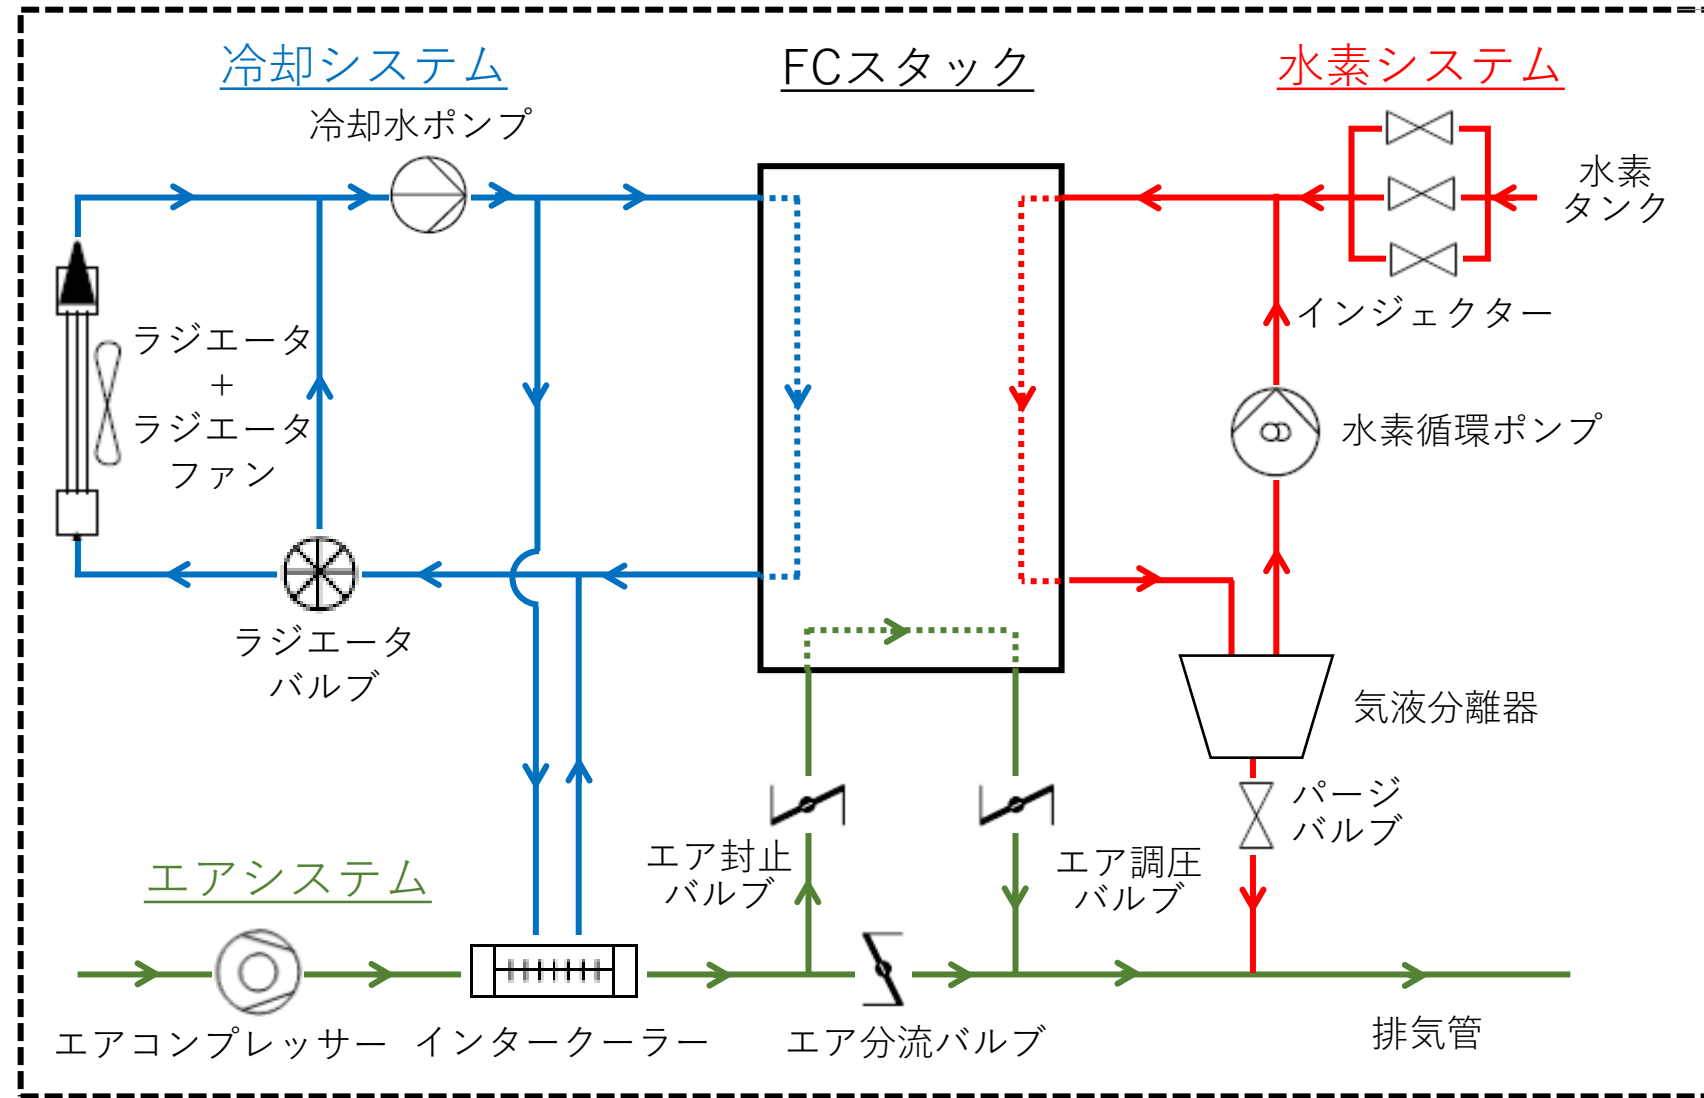 冷却システム
FCスタック
水素システム
冷却水ポンプ
水素
タンク
インジェクター
ラジエータ
+
ラジエータ
ファン
水素循環ポンプ
ラジエータ
バルブ
気液分離器
パージ
バルブ
エア封止
バルブ
エア調圧
バルブ
エアシステム
エアコンプレッサー
インタークーラー
エア分流バルブ
排気管